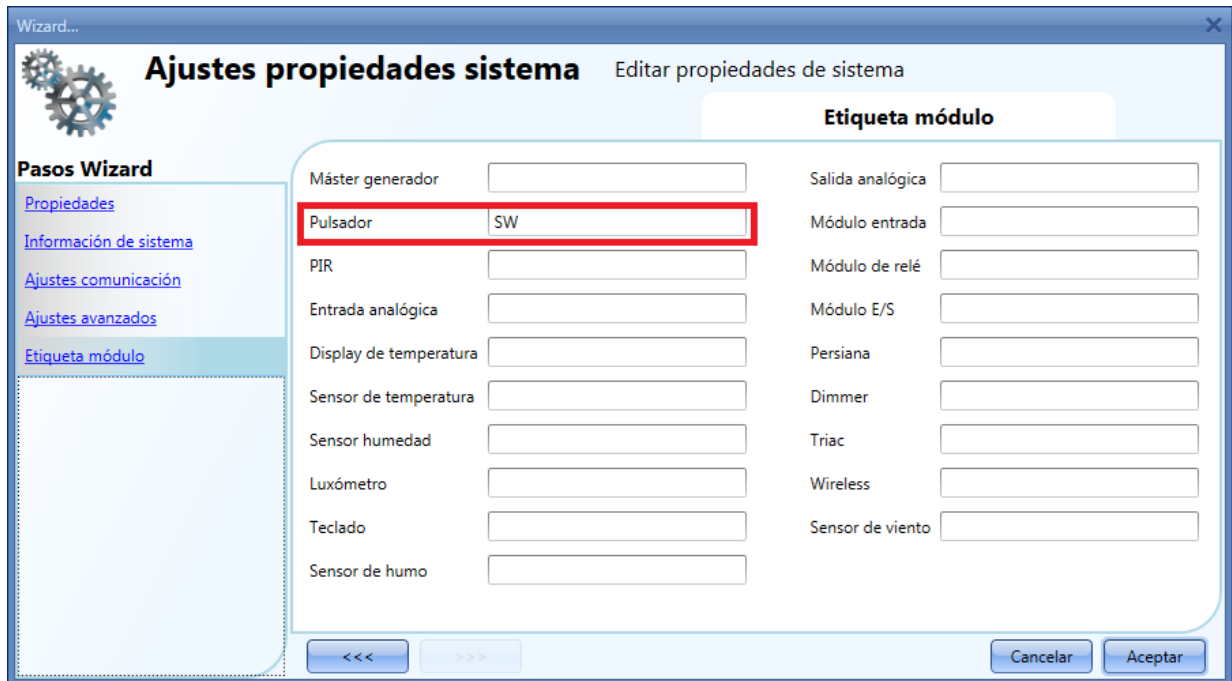 Wizard...
Ajustes propiedades sistema Editar propiedades de sistema
Etiqueta módulo
Pasos Wizard
Propiedades
Información de sistema
Ajustes comunicación
Ajustes avanzados
Etiqueta módulo
Máster generador
Pulsador SW
PIR
Entrada analógica
Display de temperatura
Sensor de temperatura
Sensor humedad
Luxómetro
Teclado
Sensor de humo
Salida analógica
Módulo entrada
Módulo de relé
Módulo E/S
Persiana
Dimmer
Triac
Wireless
Sensor de viento
<<< >>> Cancelar Aceptar